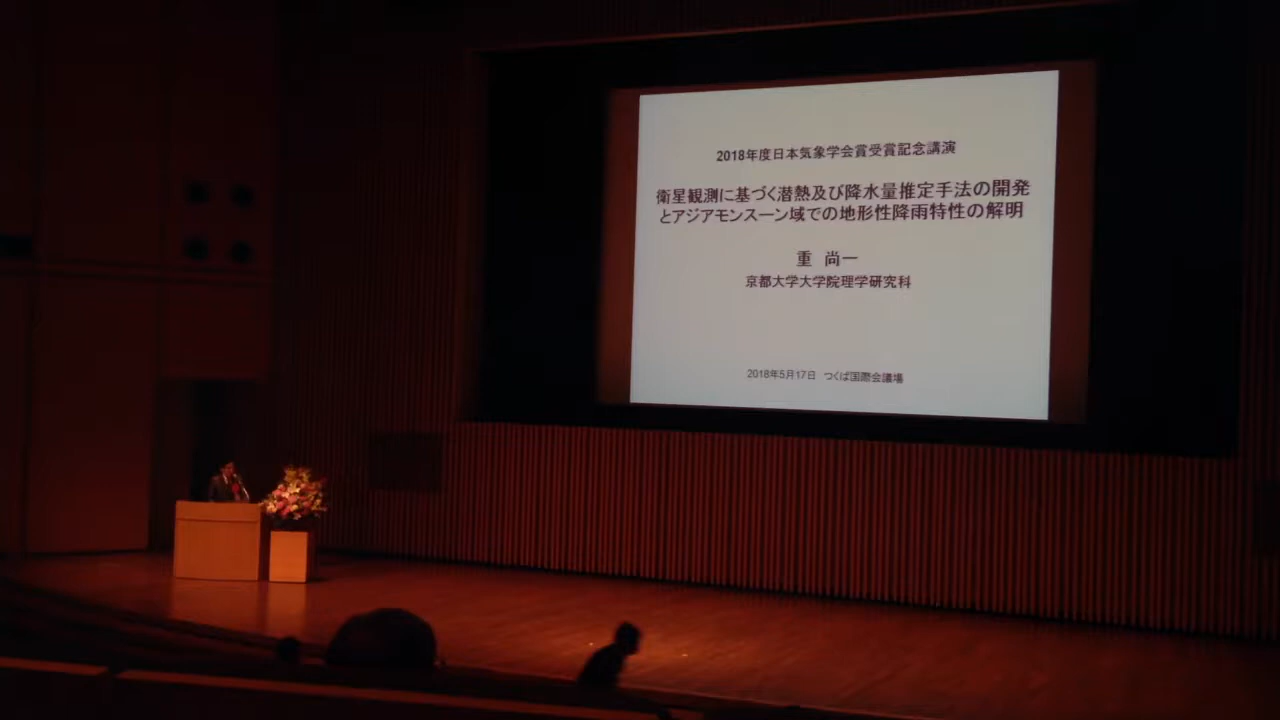 2018年度日本気象学会賞受賞記念講演
衛星観測に基づく潜熱及び降水量推定手法の開発
とアジアモンスーン域での地形性降雨特性の解明
重 尚一
京都大学大学院理学研究科
2018年5月17日 つくば国際会議場